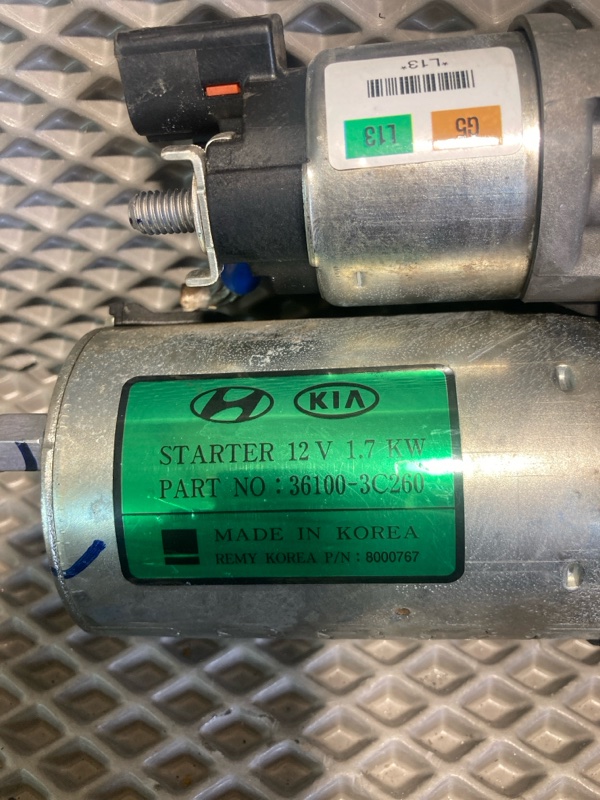 *L13*
L13 G5
KIA
STARTER 12 V 1.7 KW
PART NO : 36100-3C260
MADE IN KOREA
REMY KOREA P/N : 8000767